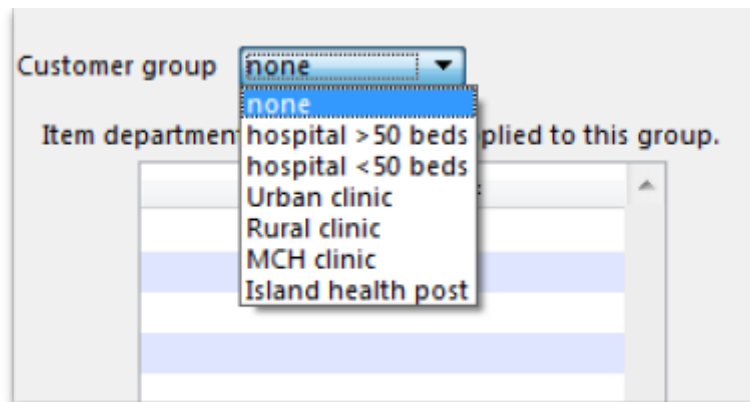 Customer group none
none
Item departmen plied to this group.
hospital >50 beds
hospital <50 beds
Urban clinic
Rural clinic
MCH clinic
Island health post